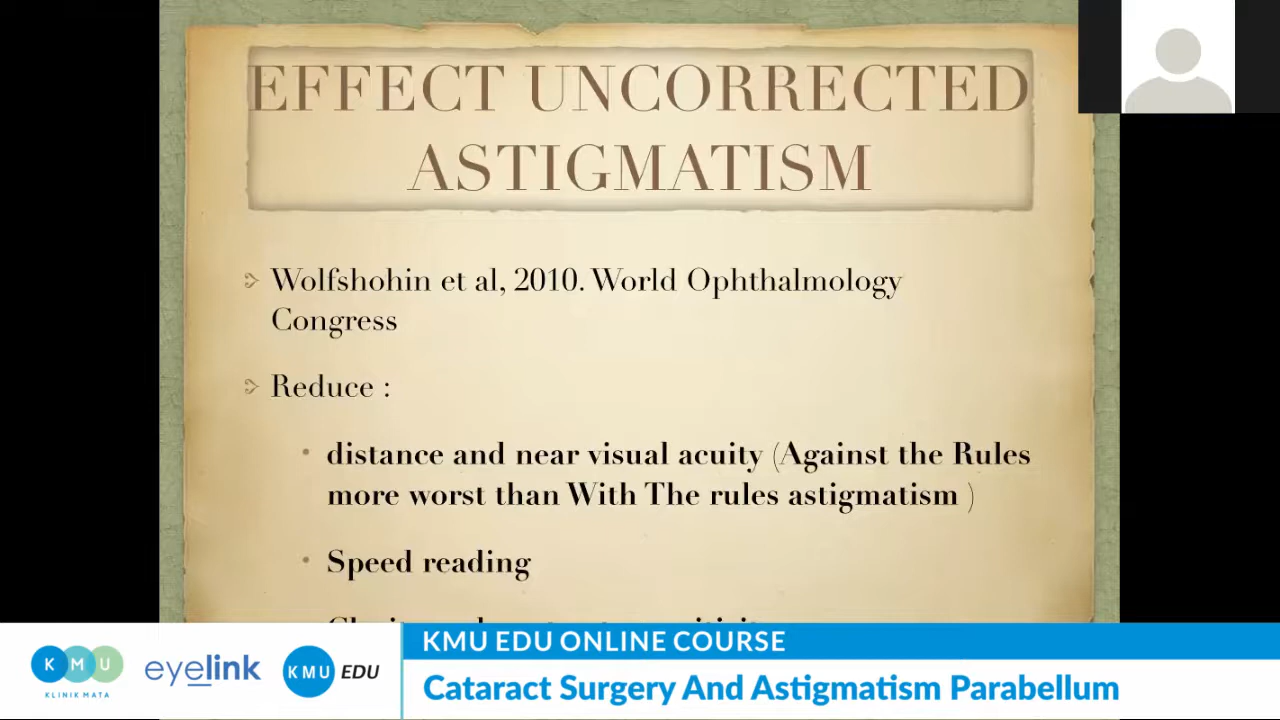 EFFECT UNCORRECTED
ASTIGMATISM
Wolfshohin et al, 2010. World Ophthalmology
Congress
Reduce :
distance and near visual acuity (Against the Rules
more worst than With The rules astigmatism )
Speed reading
K M U
KLINIK MATA
eyelink
KMU EDU
KMU EDU ONLINE COURSE
Cataract Surgery And Astigmatism Parabellum